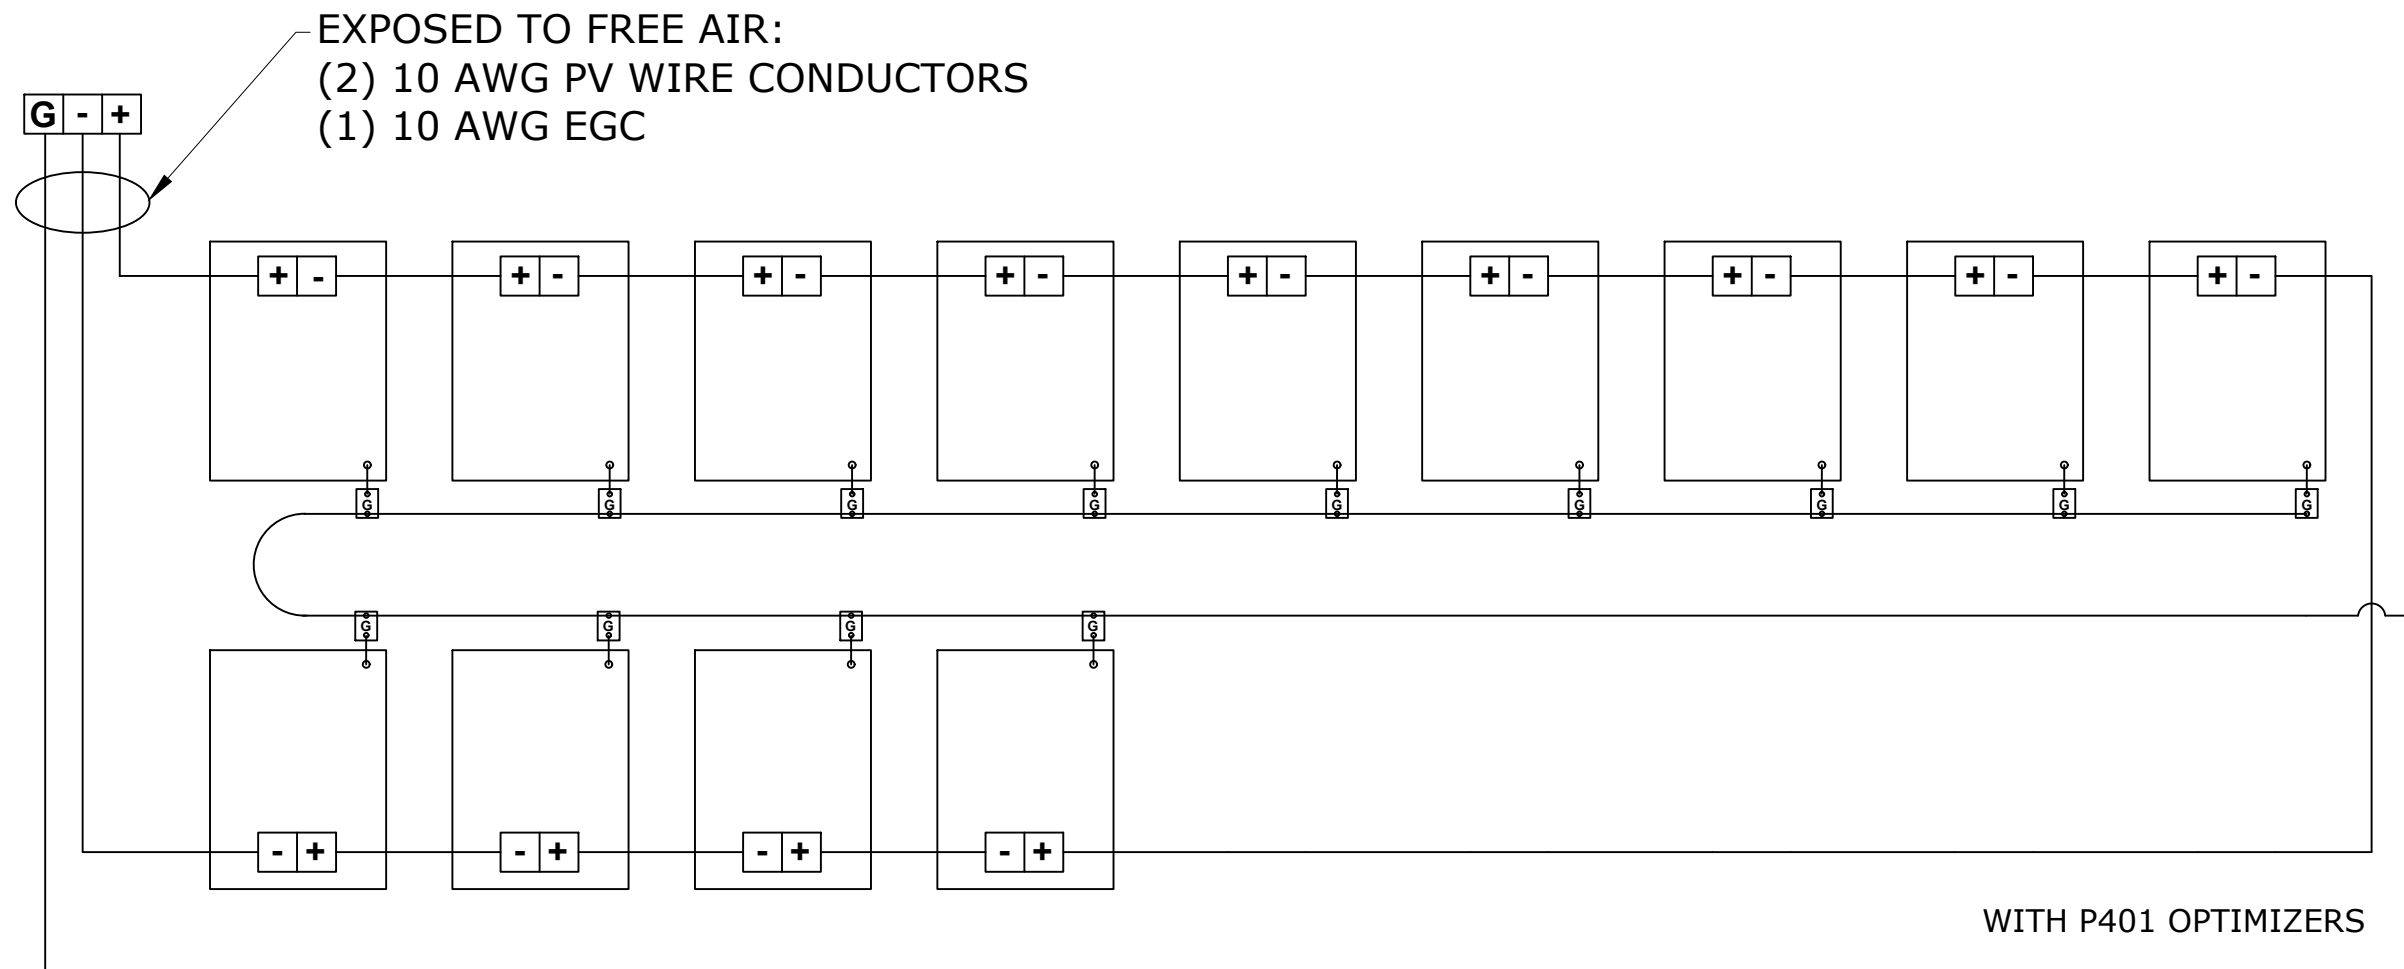 EXPOSED TO FREE AIR:
(2) 10 AWG PV WIRE CONDUCTORS
(1) 10 AWG EGC
G - +
+ - + - + - + - + - + - + - + - + -
G G G G G G G G G
G G G G
- + - + - + - +
WITH P401 OPTIMIZERS